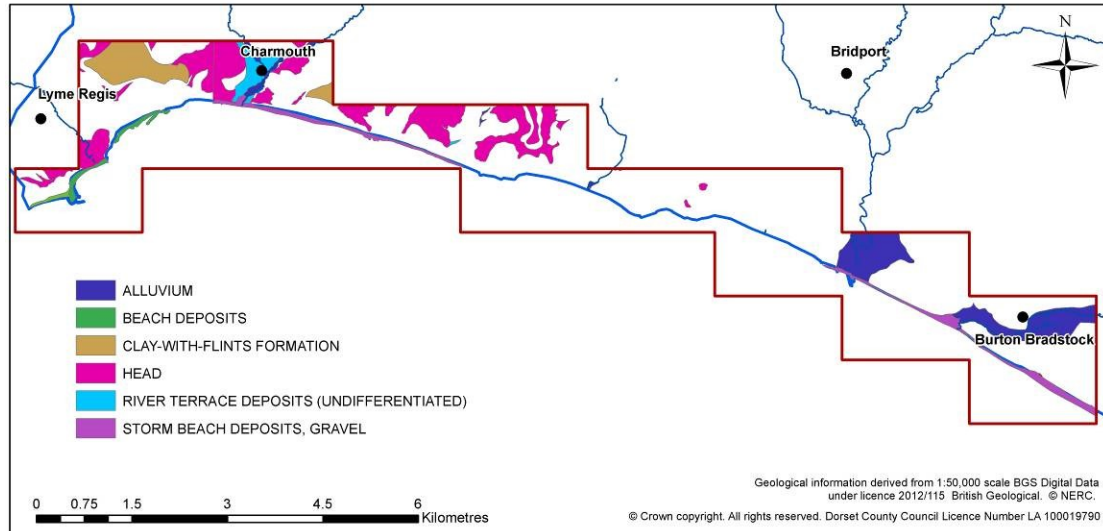 N
Charmouth
Bridport
Lyme Regis
ALLUVIUM
BEACH DEPOSITS
CLAY-WITH-FLINTS FORMATION
HEAD
RIVER TERRACE DEPOSITS (UNDIFFERENTIATED)
STORM BEACH DEPOSITS, GRAVEL
Burton Bradstock
0 0.75 1.5 3 4.5 6
Kilometres
Geological information derived from 1:50,000 scale BGS Digital Data
under licence 2012/115 British Geological. © NERC.
© Crown copyright. All rights reserved. Dorset County Council Licence Number LA 100019790